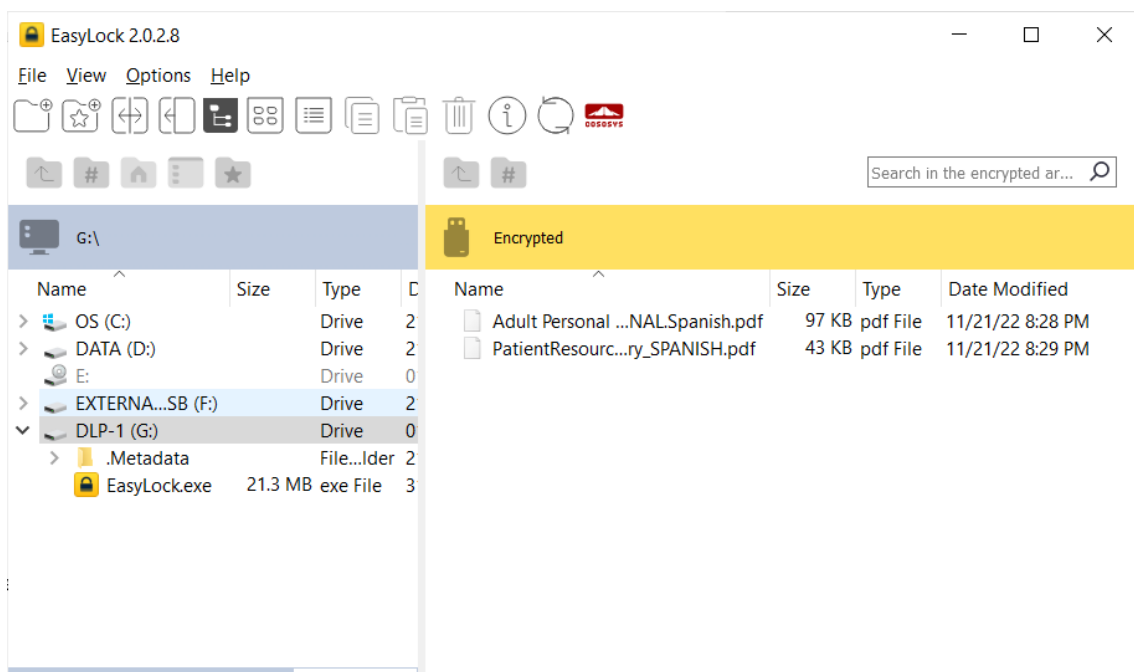 EasyLock 2.0.2.8
File View Options Help
COSOSYS
# #
Search in the encrypted ar...
G:\
Encrypted
Name Size Type D
OS (C:) Drive 2
DATA (D:) Drive 2
E: Drive 0
EXTERNA...SB (F:) Drive 2
DLP-1 (G:) Drive 0
.Metadata File...lder 2
EasyLock.exe 21.3 MB exe File 3
Name Size Type Date Modified
Adult Personal ...NAL.Spanish.pdf 97 KB pdf File 11/21/22 8:28 PM
PatientResourc...ry_SPANISH.pdf 43 KB pdf File 11/21/22 8:29 PM